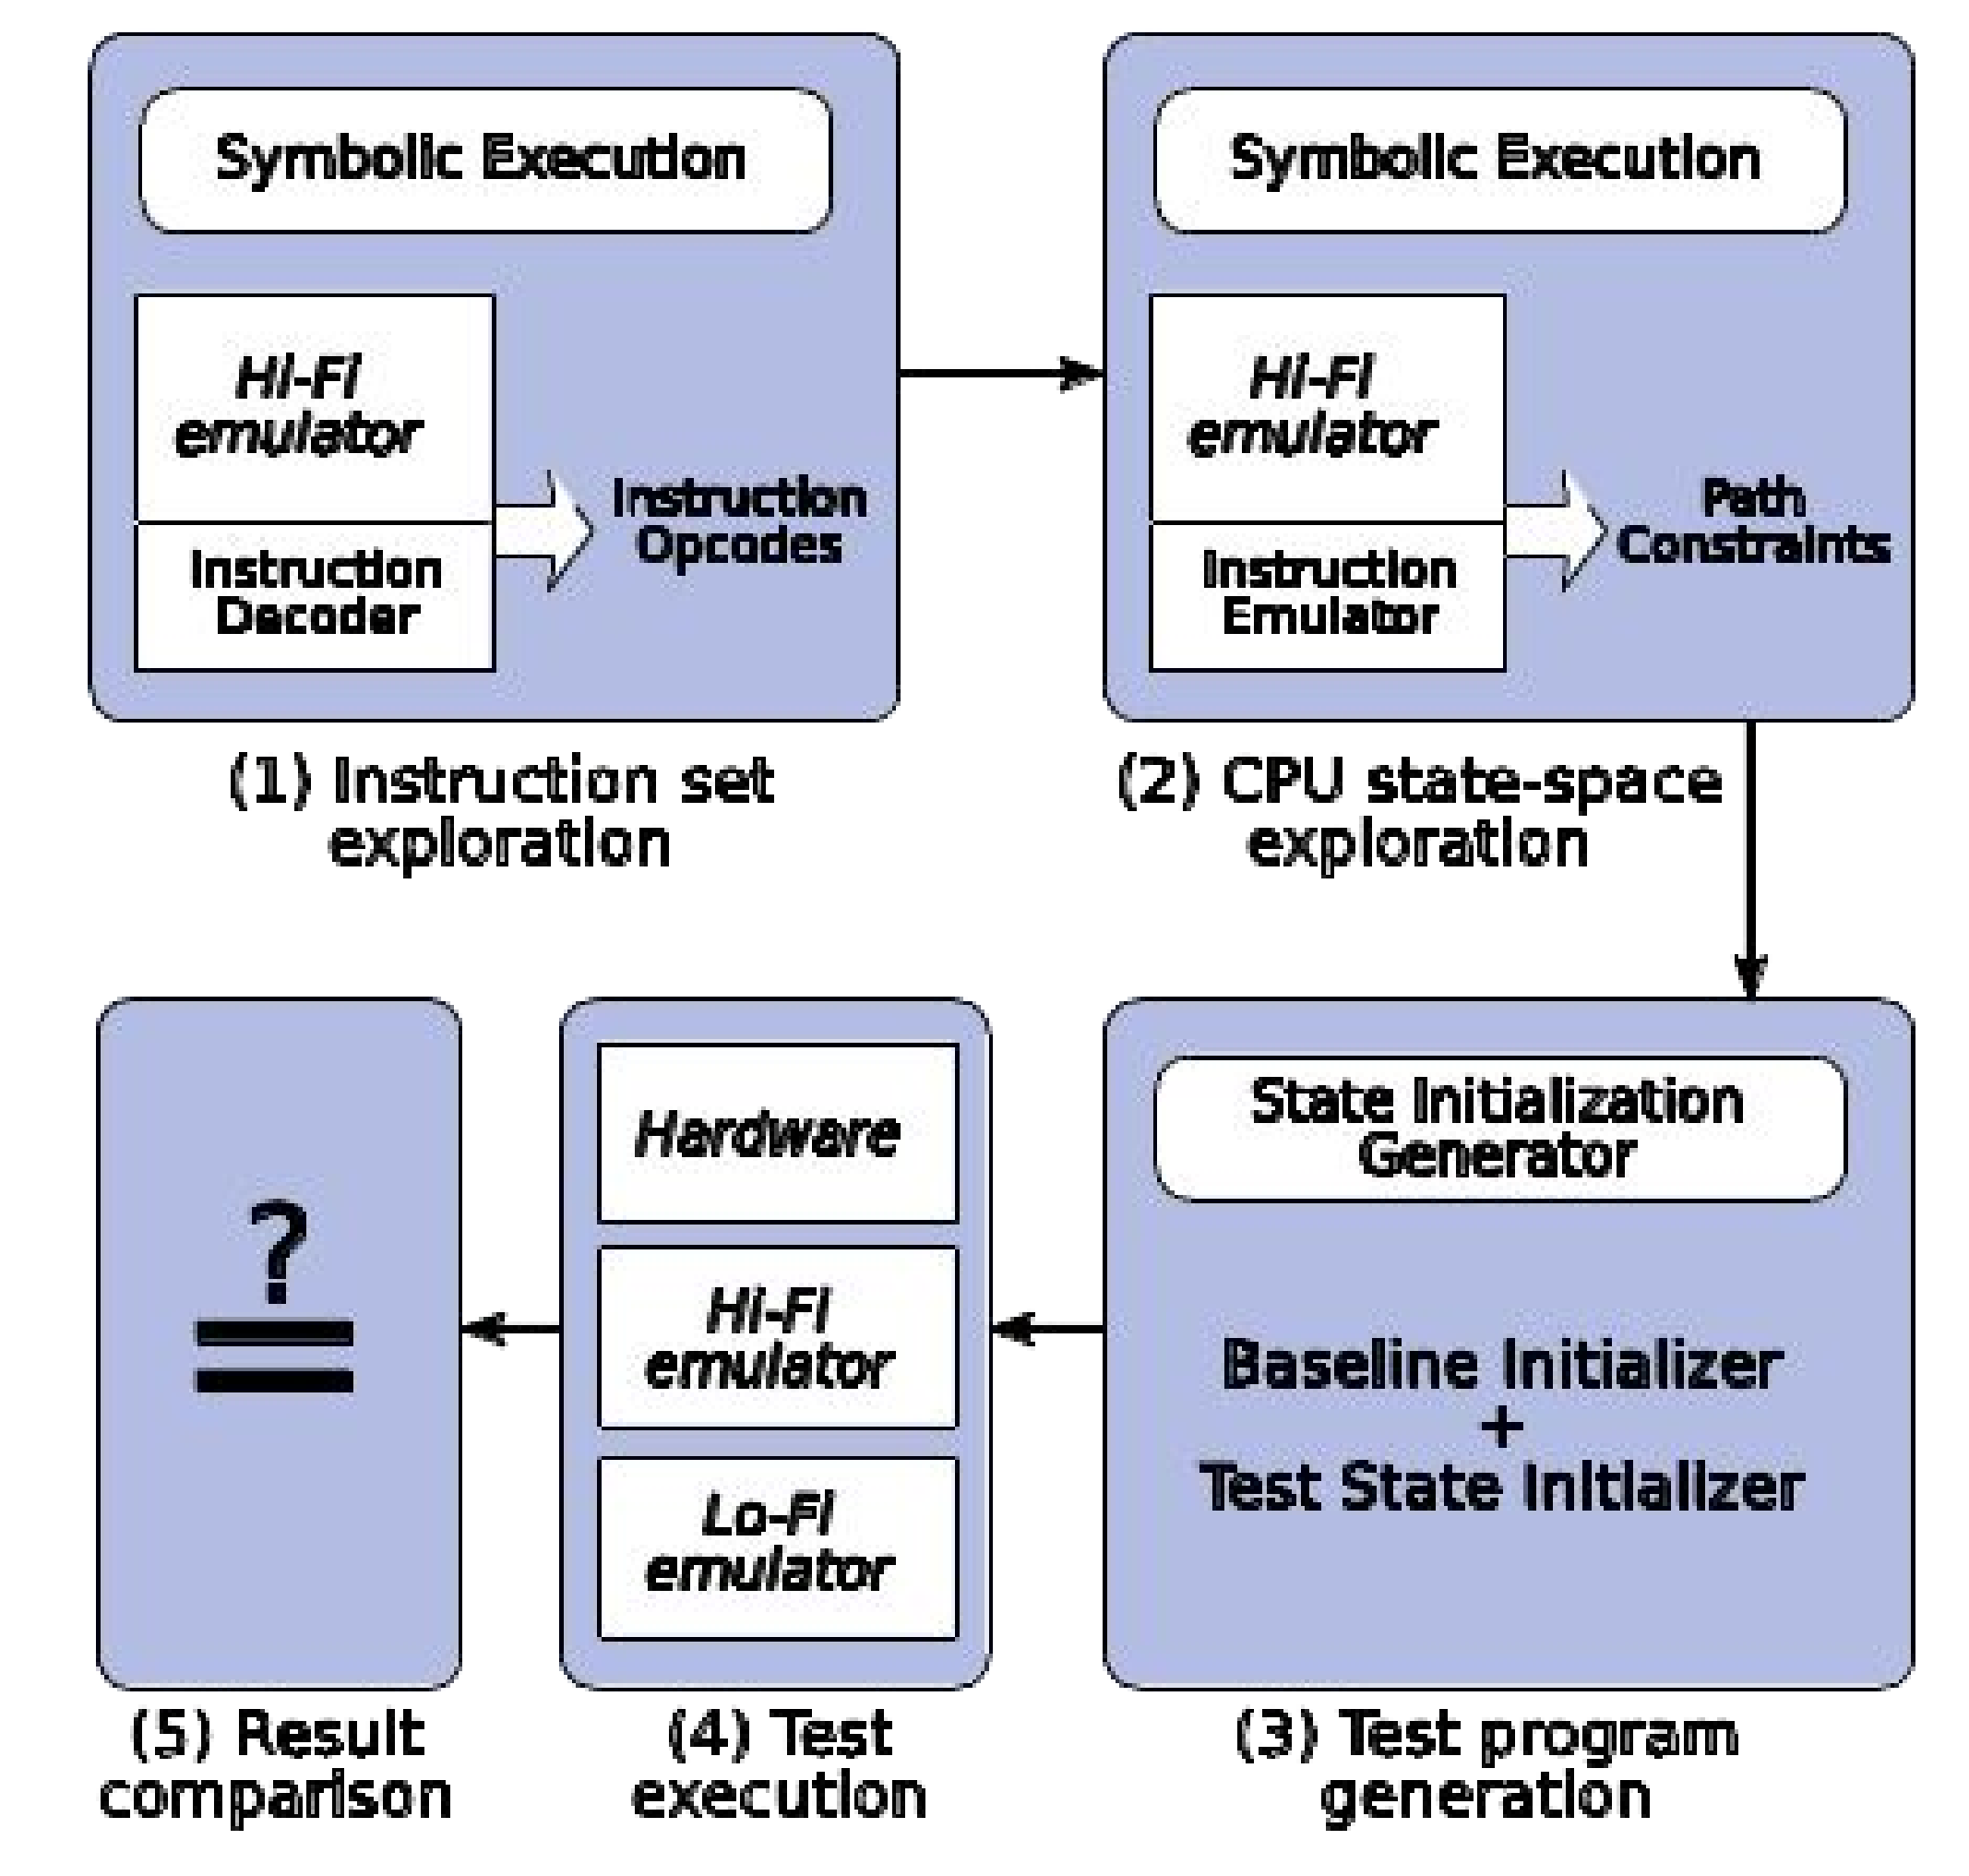 Symbolic Execution
Hi-Fi
emulator
Instruction
Decoder
Instruction
Opcodes
(1) Instruction set
exploration
Symbolic Execution
Hi-Fi
emulator
Instruction
Emulator
Path
Constraints
(2) CPU state-space
exploration
State Initialization
Generator
Baseline Initializer
+
Test State Initializer
(3) Test program
generation
Hardware
Hi-Fi
emulator
Lo-Fi
emulator
(4) Test
execution
?
=
(5) Result
comparison